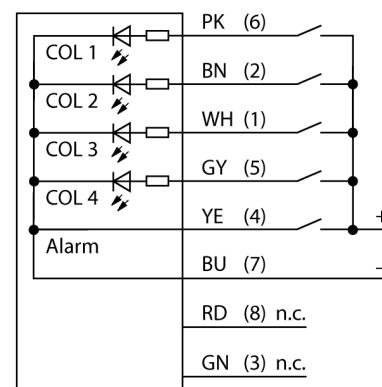 PK (6)
COL 1
BN (2)
COL 2
WH (1)
COL 3
GY (5)
COL 4
YE (4)
+
Alarm
BU (7)
–
RD (8) n.c.
GN (3) n.c.